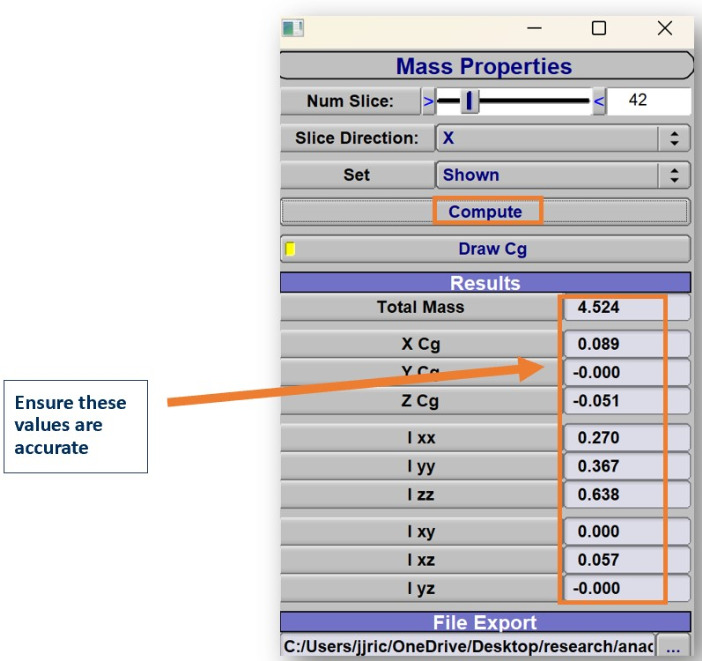 Mass Properties
Num Slice: > < 42
Slice Direction: X
Set Shown
Compute
Draw Cg
Results
Total Mass 4.524
X Cg 0.089
Y Cg -0.000
Z Cg -0.051
Ensure these
values are
accurate
I xx 0.270
I yy 0.367
I zz 0.638
I xy 0.000
I xz 0.057
I yz -0.000
File Export
C:/Users/jjric/OneDrive/Desktop/research/anac ...